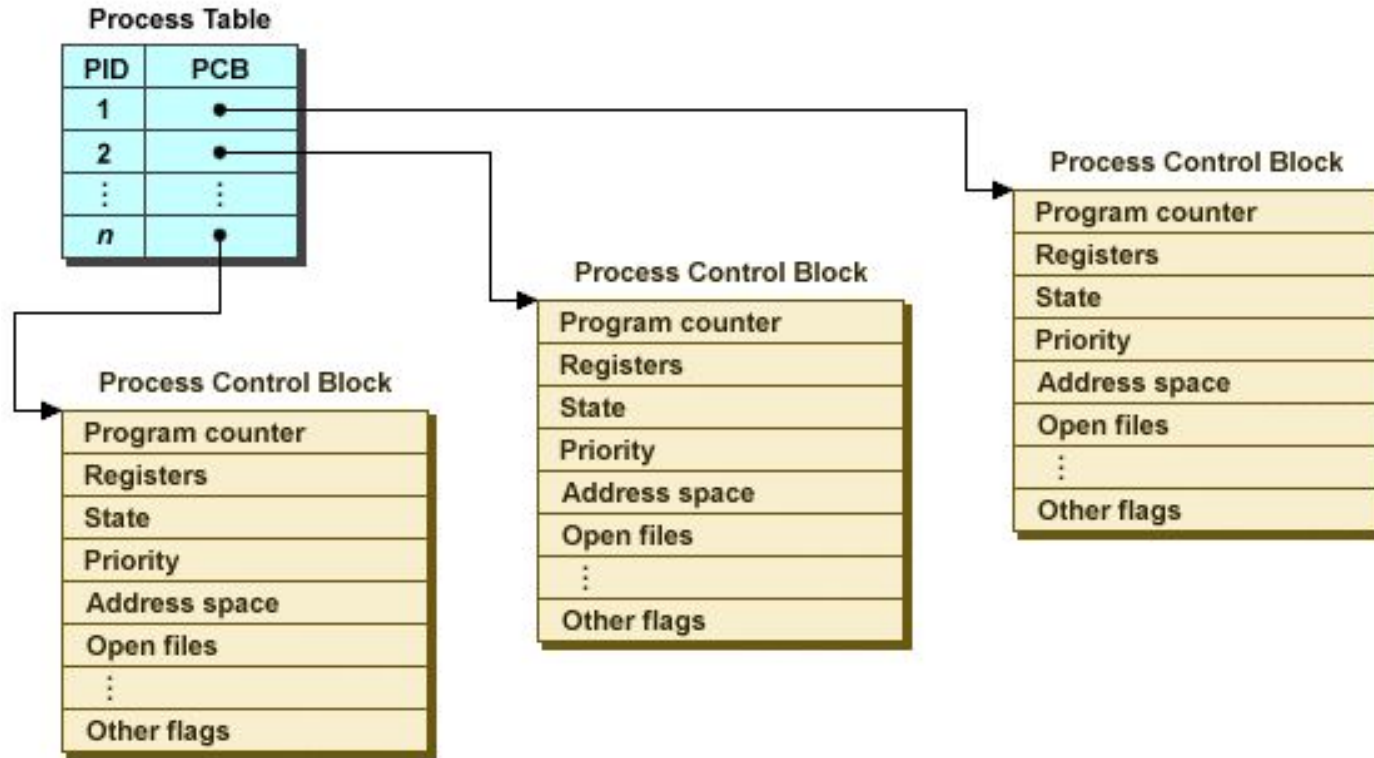 Process Table
PID PCB
1
2
⋮ ⋮
n
Process Control Block
Program counter
Registers
State
Priority
Address space
Open files
⋮
Other flags
Process Control Block
Program counter
Registers
State
Priority
Address space
Open files
⋮
Other flags
Process Control Block
Program counter
Registers
State
Priority
Address space
Open files
⋮
Other flags